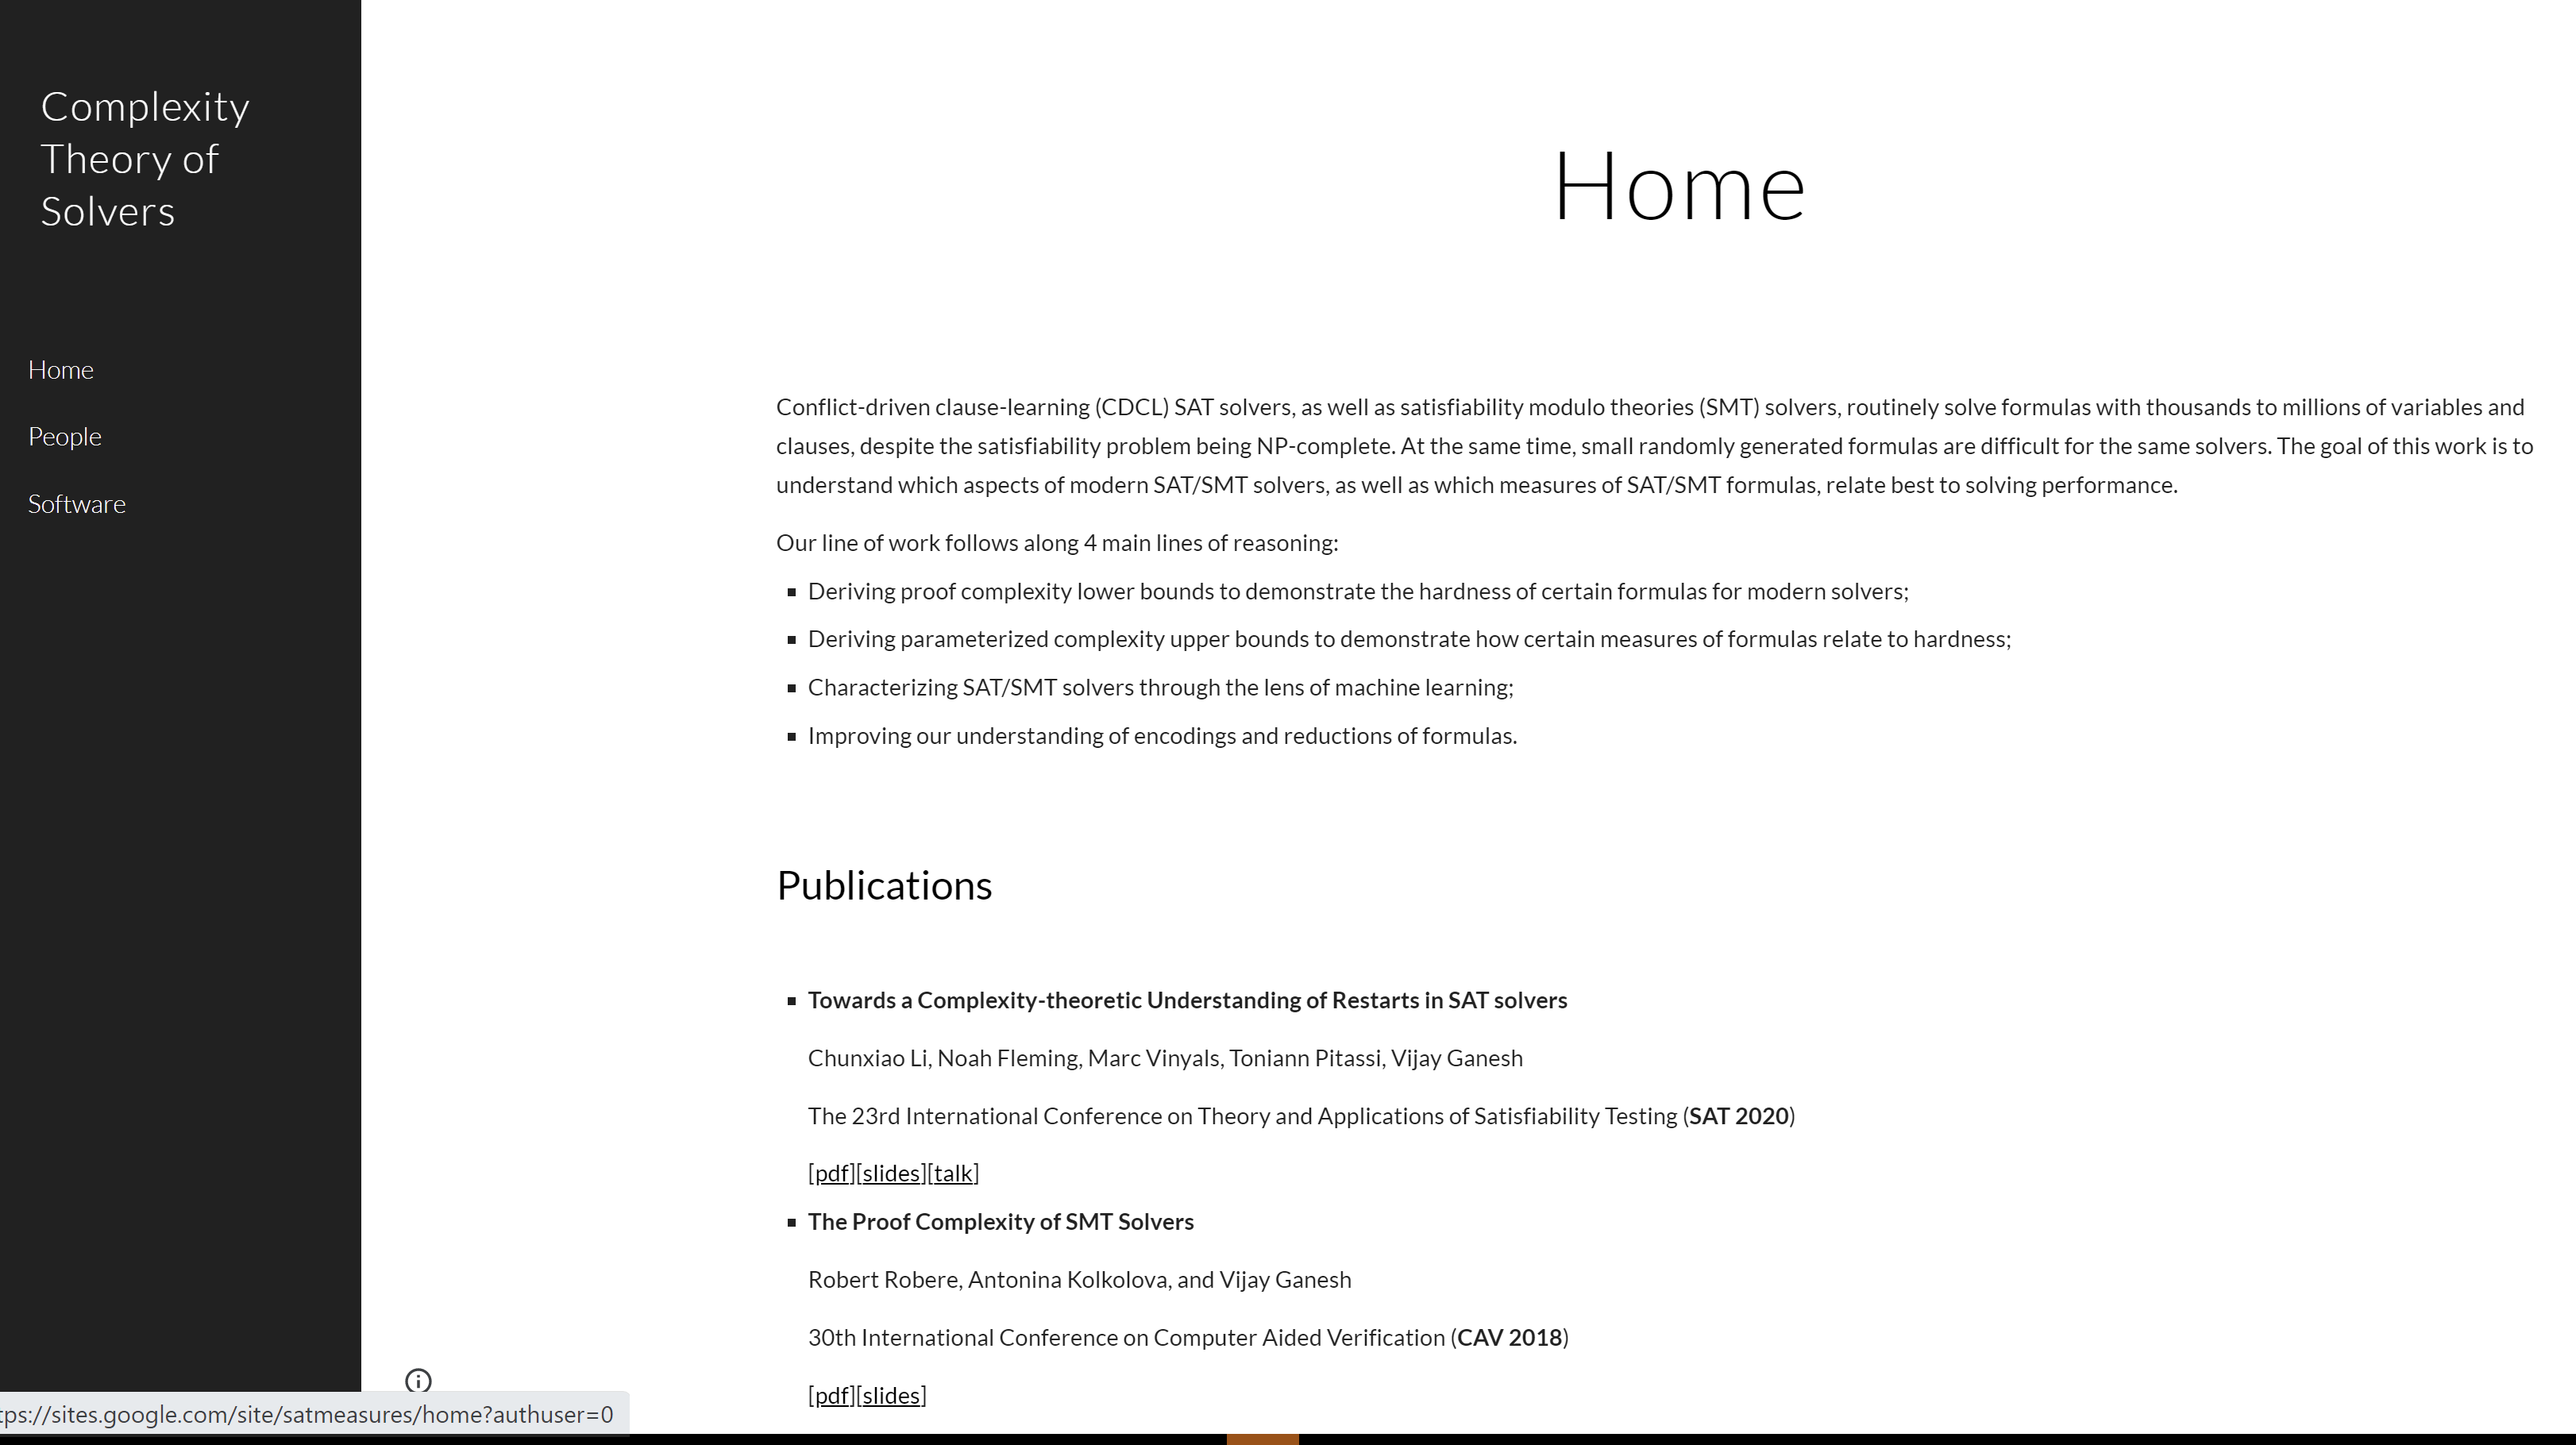 Complexity
Theory of
Solvers
Home
People
Software
Home
Conflict-driven clause-learning (CDCL) SAT solvers, as well as satisfiability modulo theories (SMT) solvers, routinely solve formulas with thousands to millions of variables and
clauses, despite the satisfiability problem being NP-complete. At the same time, small randomly generated formulas are difficult for the same solvers. The goal of this work is to
understand which aspects of modern SAT/SMT solvers, as well as which measures of SAT/SMT formulas, relate best to solving performance.
Our line of work follows along 4 main lines of reasoning:
▪ Deriving proof complexity lower bounds to demonstrate the hardness of certain formulas for modern solvers;
▪ Deriving parameterized complexity upper bounds to demonstrate how certain measures of formulas relate to hardness;
▪ Characterizing SAT/SMT solvers through the lens of machine learning;
▪ Improving our understanding of encodings and reductions of formulas.
Publications
▪ Towards a Complexity-theoretic Understanding of Restarts in SAT solvers
Chunxiao Li, Noah Fleming, Marc Vinyals, Toniann Pitassi, Vijay Ganesh
The 23rd International Conference on Theory and Applications of Satisfiability Testing (SAT 2020)
[pdf][slides][talk]
▪ The Proof Complexity of SMT Solvers
Robert Robere, Antonina Kolkolova, and Vijay Ganesh
30th International Conference on Computer Aided Verification (CAV 2018)
[pdf][slides]
tps://sites.google.com/site/satmeasures/home?authuser=0